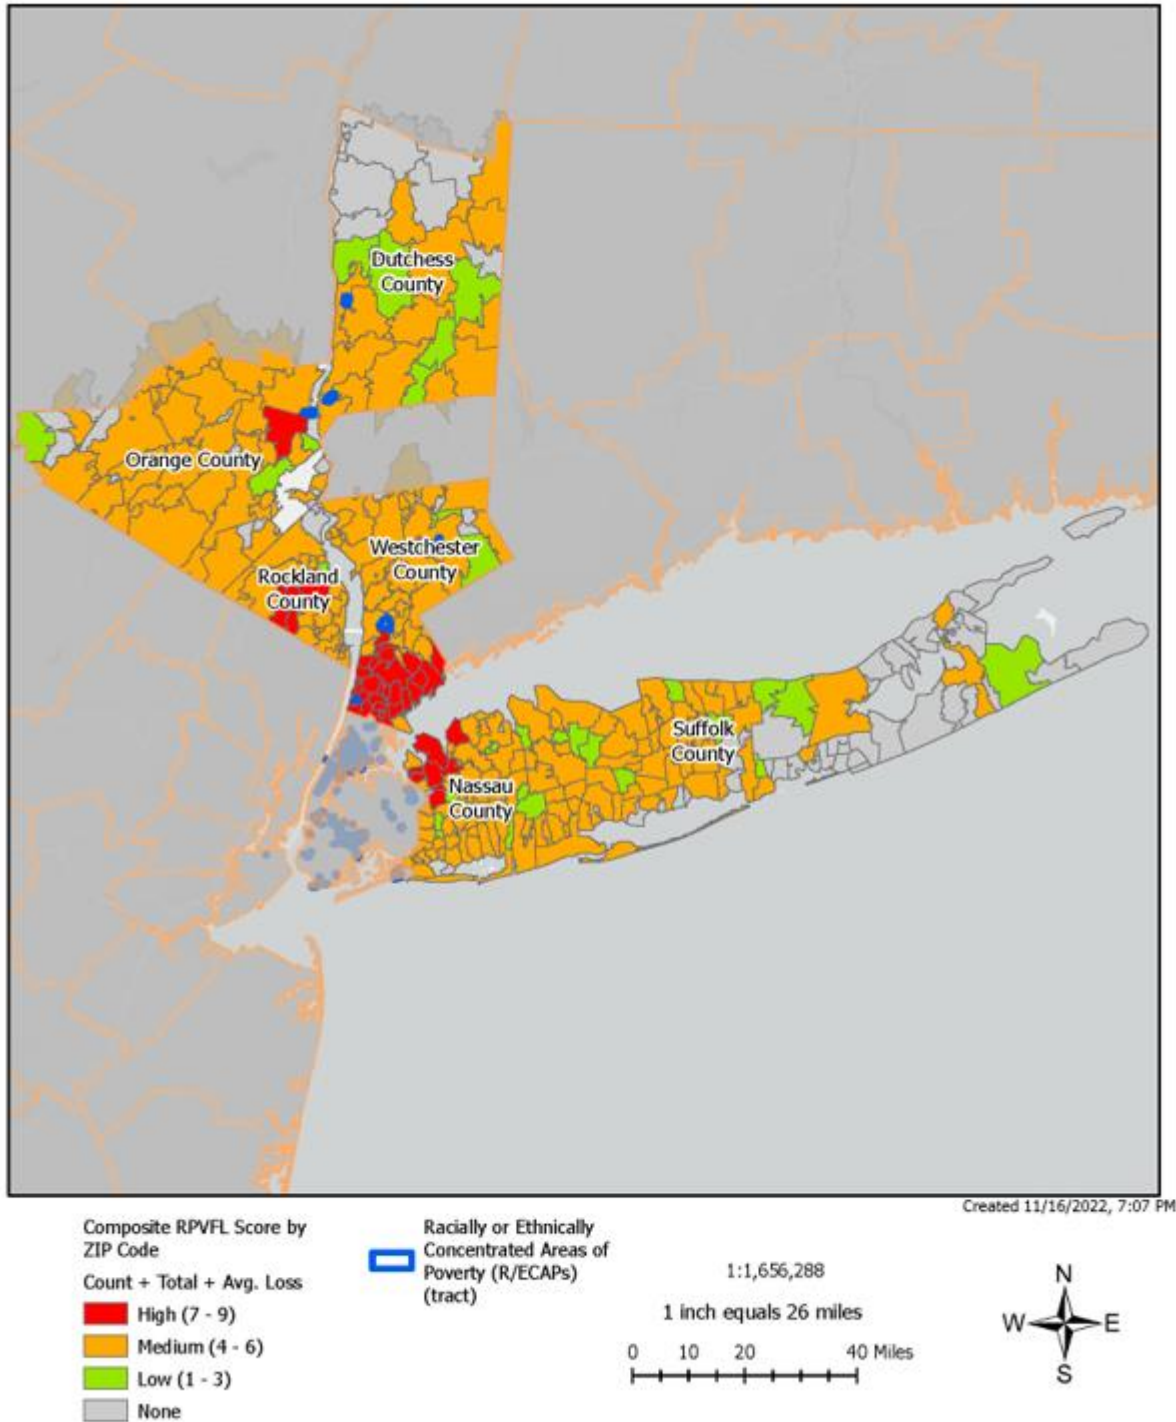 Dutchess
County
Orange County
Westchester
County
Rockland
County
Suffolk
County
Nassau
County
Created 11/16/2022, 7:07 PM
Composite RPVFL Score by
ZIP Code
Count + Total + Avg. Loss
High (7 - 9)
Medium (4 - 6)
Low (1 - 3)
None
Racially or Ethnically
Concentrated Areas of
Poverty (R/ECAPs)
(tract)
1:1,656,288
1 inch equals 26 miles
0 10 20 40 Miles
N
W E
S